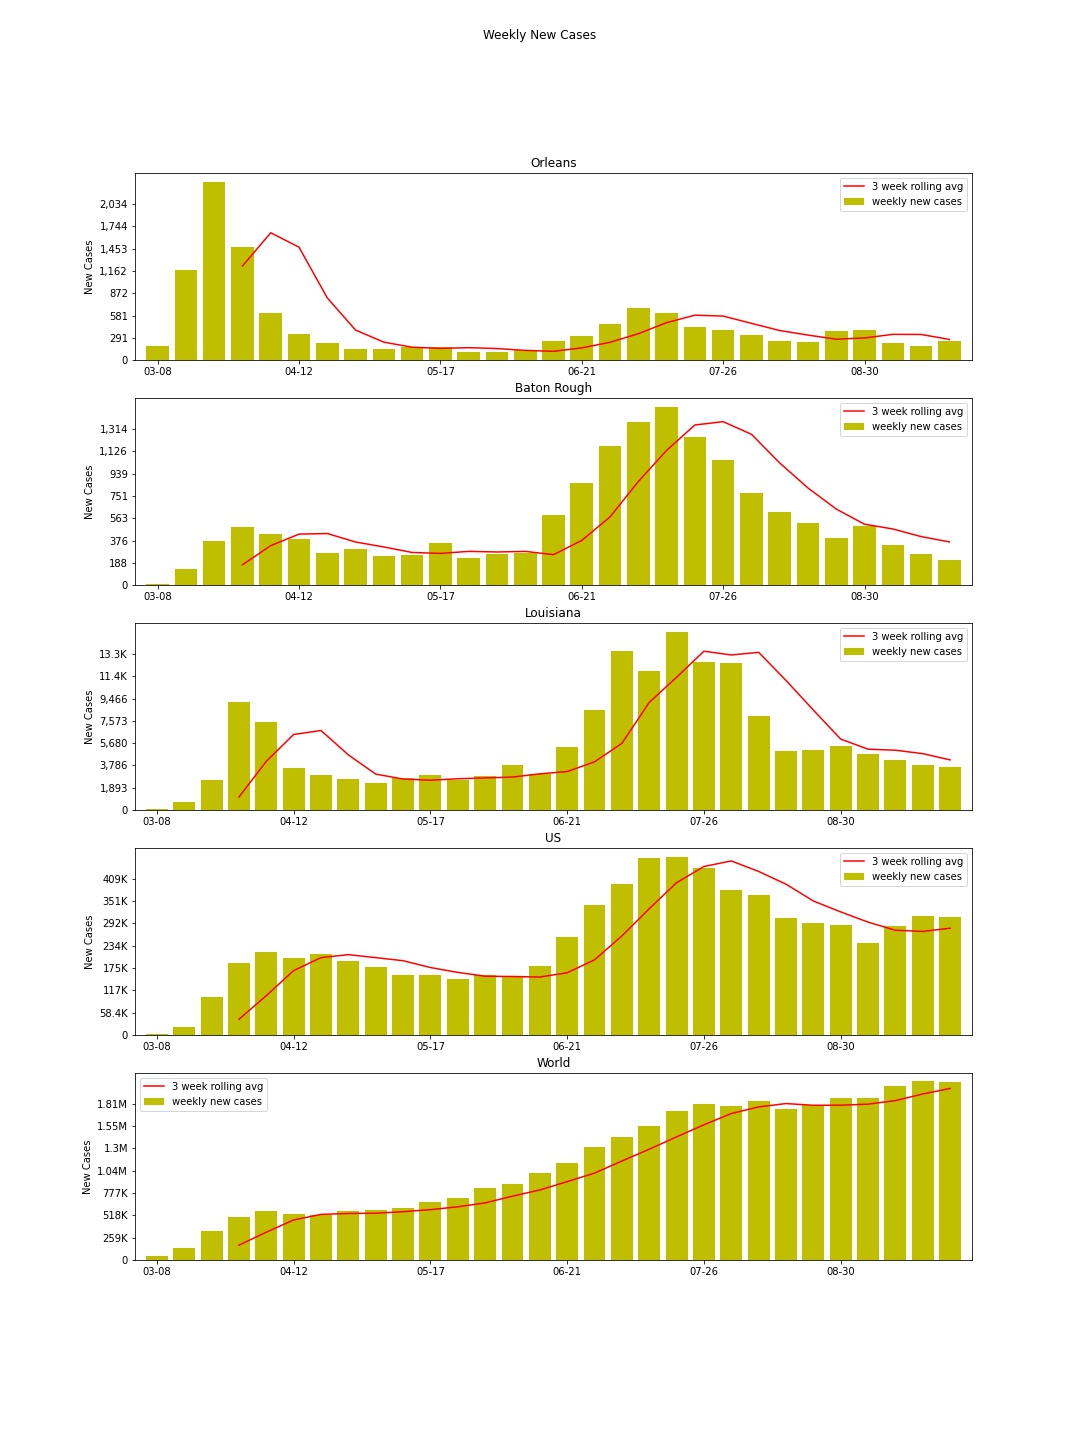 Weekly New Cases
Orleans
3 week rolling avg
weekly new cases
New Cases
2,034
1,744
1,453
1,162
872
581
291
0
03-08 04-12 05-17 06-21 07-26 08-30
Baton Rough
3 week rolling avg
weekly new cases
New Cases
1,314
1,126
939
751
563
376
188
0
03-08 04-12 05-17 06-21 07-26 08-30
Louisiana
3 week rolling avg
weekly new cases
New Cases
13.3K
11.4K
9,466
7,573
5,680
3,786
1,893
0
03-08 04-12 05-17 06-21 07-26 08-30
US
3 week rolling avg
weekly new cases
New Cases
409K
351K
292K
234K
175K
117K
58.4K
0
03-08 04-12 05-17 06-21 07-26 08-30
World
3 week rolling avg
weekly new cases
New Cases
1.81M
1.55M
1.3M
1.04M
777K
518K
259K
0
03-08 04-12 05-17 06-21 07-26 08-30